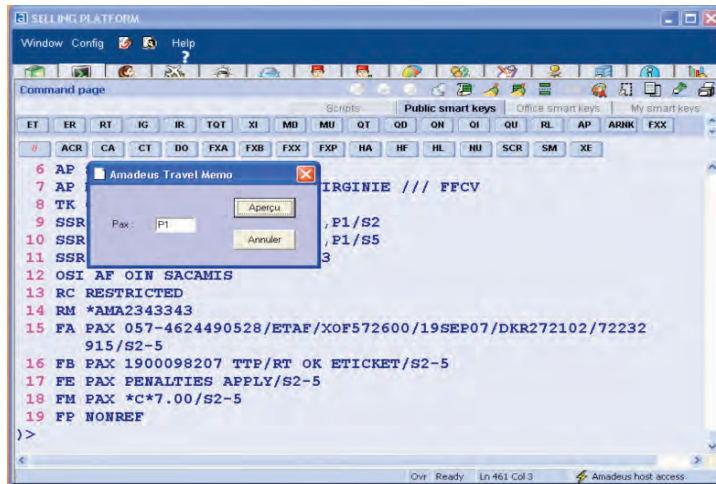 SELLING PLATFORM
Window Config Help
?
Command page
Scripts Public smart keys Office smart keys My smart keys
ET ER RT IG IR TQT XI MD MU QT QD QN QI QU RL AP ARNK FXX
// ACR CA CT DO FXA FXB FXX FXP HA HF HL NU SCR SM XE
6 AP
7 AP IRGINIE /// FFCV
8 TK
9 SSR ,P1/S2
10 SSR ,P1/S5
11 SSR 3
Amadeus Travel Memo
Pax : P1
Aperçu
Annuler
12 OSI AF OIN SACAMIS
13 RC RESTRICTED
14 RM *AMA2343343
15 FA PAX 057-4624490528/ETAF/XOF572600/19SEP07/DKR272102/72232
915/S2-5
16 FB PAX 1900098207 TTP/RT OK ETICKET/S2-5
17 FE PAX PENALTIES APPLY/S2-5
18 FM PAX *C*7.00/S2-5
19 FP NONREF
)>
Ovr Ready Ln 461 Col 3 Amadeus host access